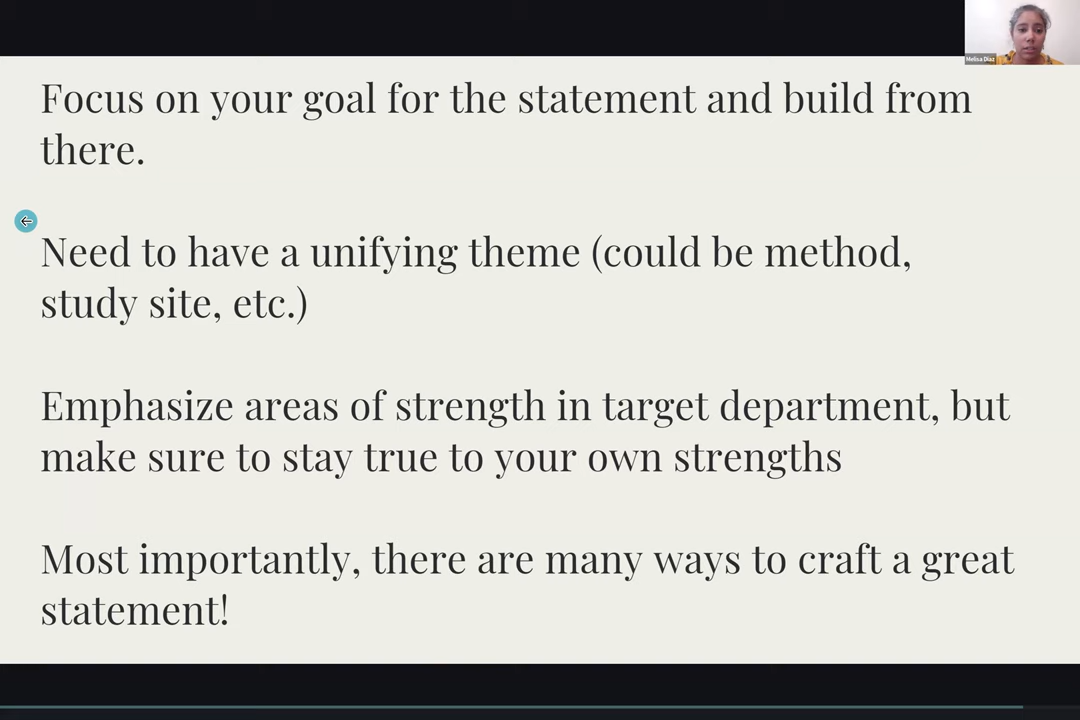 Melisa Diaz
Focus on your goal for the statement and build from
there.
Need to have a unifying theme (could be method,
study site, etc.)
Emphasize areas of strength in target department, but
make sure to stay true to your own strengths
Most importantly, there are many ways to craft a great
statement!